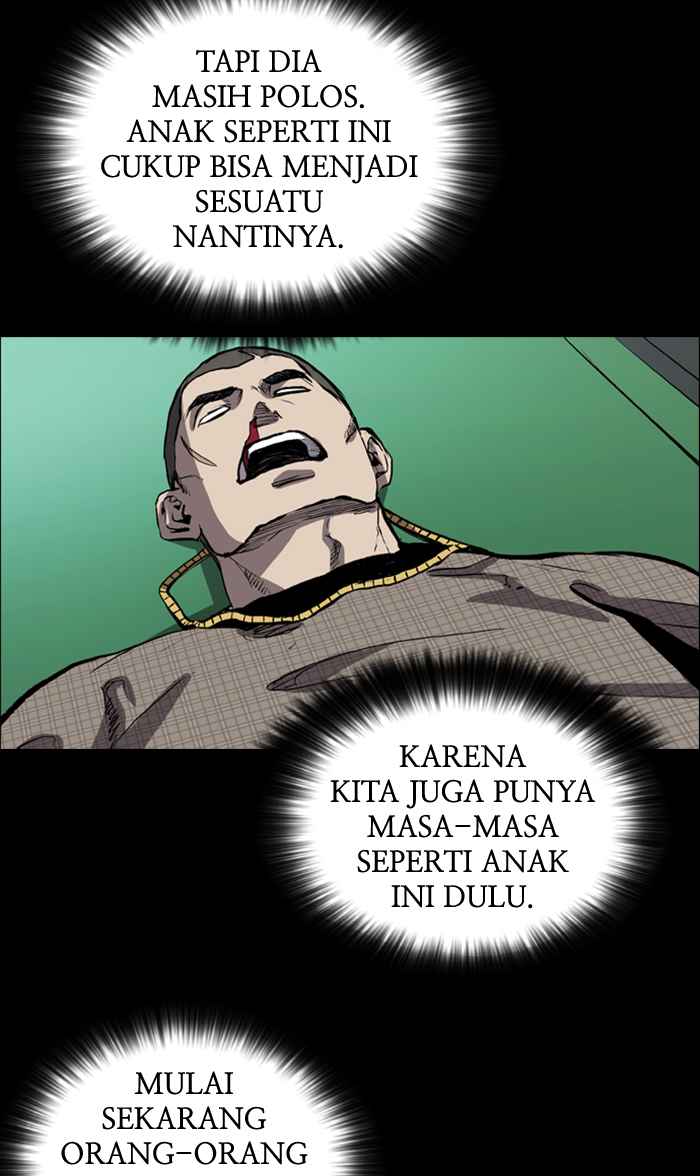 TAPI DIA
MASIH POLOS.
ANAK SEPERTI INI
CUKUP BISA MENJADI
SESUATU
NANTINYA.
KARENA
KITA JUGA PUNYA
MASA-MASA
SEPERTI ANAK
INI DULU.
MULAI
SEKARANG
ORANG-ORANG